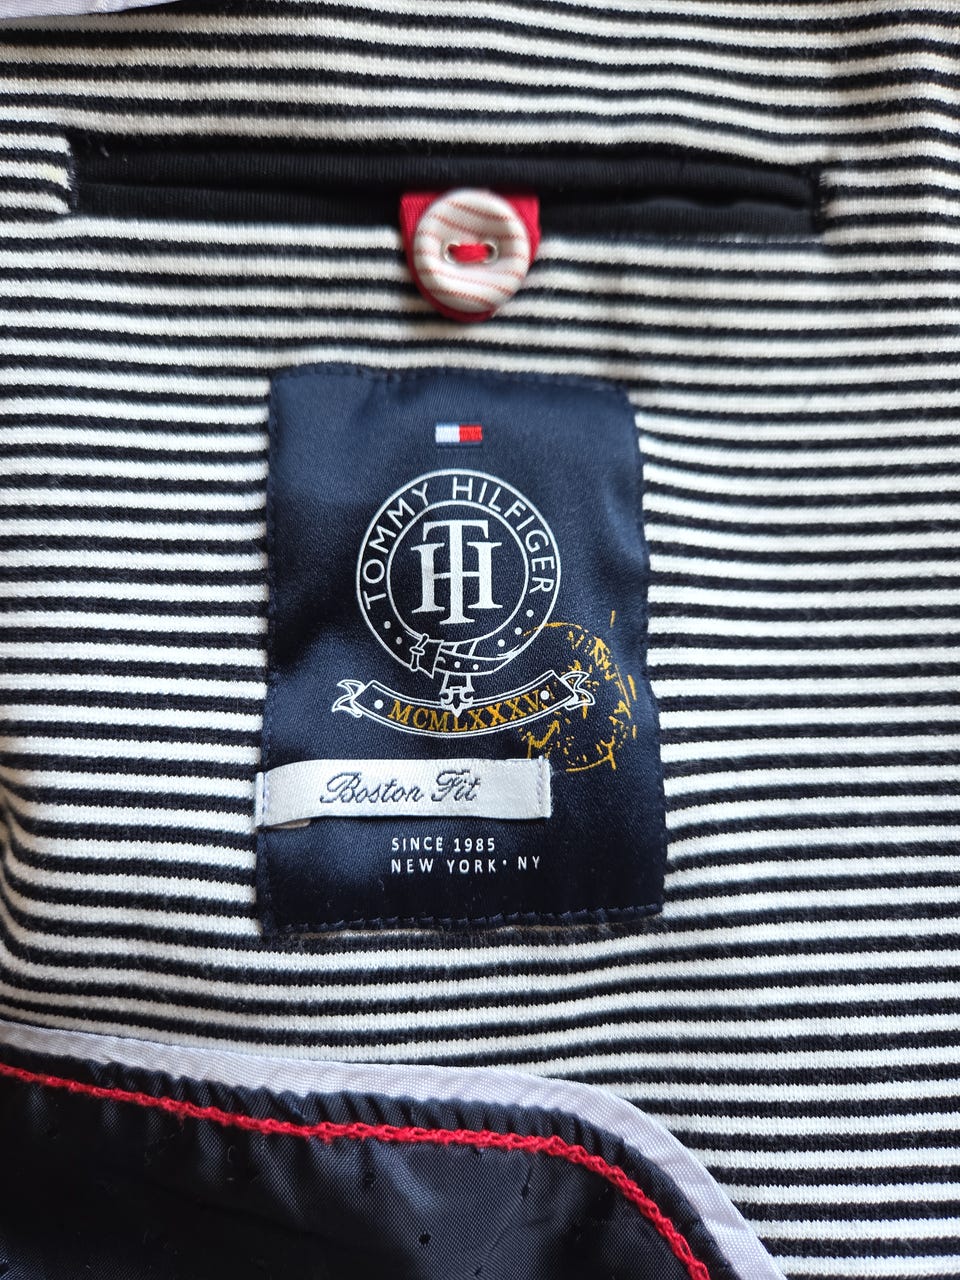 TOMMY HILFIGER
TH
MCMLXXXV
Boston Fit
SINCE 1985
NEW YORK · NY